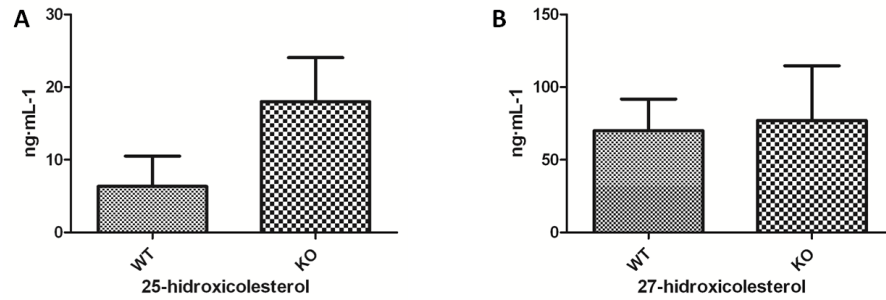 A
30
20
10
0
ng·mL-1
WT
KO
25-hidroxicolesterol
B
150
100
50
0
ng·mL-1
WT
KO
27-hidroxicolesterol